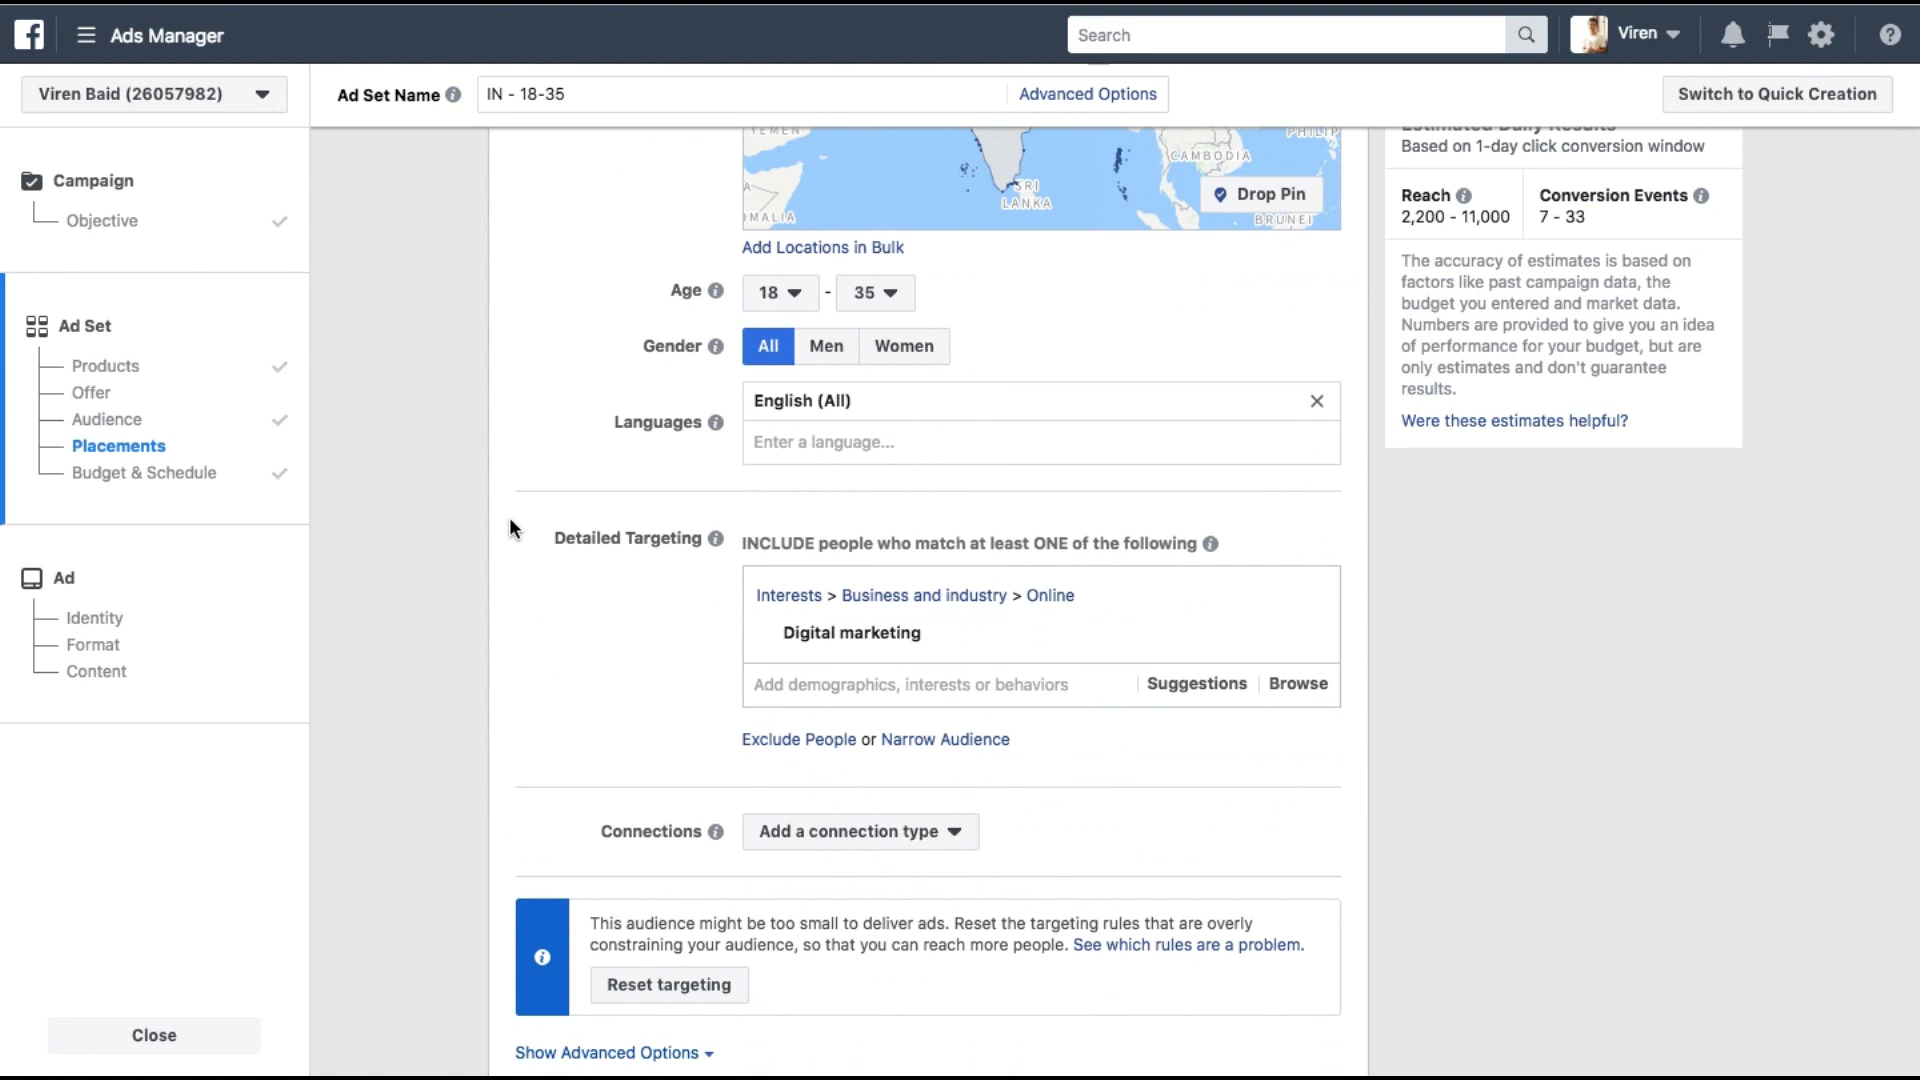 Ads Manager
Search
Viren
Viren Baid (26057982)
Ad Set Name
IN - 18-35
Advanced Options
Switch to Quick Creation
Campaign
Objective
Ad Set
Products
Offer
Audience
Placements
Budget & Schedule
Ad
Identity
Format
Content
Close
YEMEN
PHILIP
CAMBODIA
SRI
LANKA
MALIA
BRUNEI
Drop Pin
Add Locations in Bulk
Age
18 - 35
Gender
All Men Women
Languages
English (All)
Enter a language...
Detailed Targeting
INCLUDE people who match at least ONE of the following
Interests > Business and industry > Online
Digital marketing
Add demographics, interests or behaviors
Suggestions
Browse
Exclude People or Narrow Audience
Connections
Add a connection type
This audience might be too small to deliver ads. Reset the targeting rules that are overly
constraining your audience, so that you can reach more people. See which rules are a problem.
Reset targeting
Show Advanced Options
Estimated Daily Results
Based on 1-day click conversion window
Reach
2,200 - 11,000
Conversion Events
7 - 33
The accuracy of estimates is based on
factors like past campaign data, the
budget you entered and market data.
Numbers are provided to give you an idea
of performance for your budget, but are
only estimates and don't guarantee
results.
Were these estimates helpful?